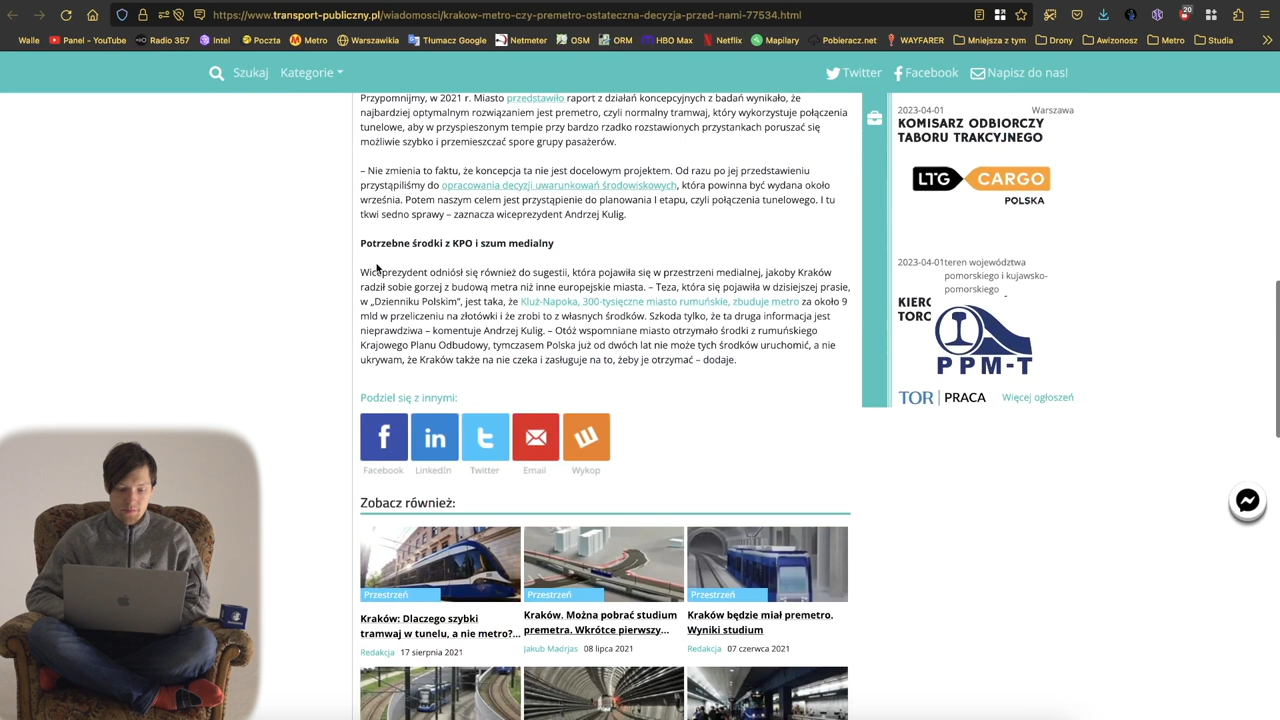 https://www.transport-publiczny.pl/wiadomosci/krakow-metro-czy-premetro-ostateczna-decyzja-przed-nami-77534.html
20
Walle Panel - YouTube Radio 357 Intel Poczta Metro Warszawikia Tłumacz Google Netmeter OSM ORM HBO Max Netflix Mapilary Pobieracz.net WAYFARER Mniejsza z tym Drony Awizonosz Metro Studia
Szukaj Kategorie Twitter Facebook Napisz do nas!
Przypomnijmy, w 2021 r. Miasto przedstawiło raport z działań koncepcyjnych z badań wynikało, że
najbardziej optymalnym rozwiązaniem jest premetro, czyli normalny tramwaj, który wykorzystuje połączenia
tunelowe, aby w przyspieszonym tempie przy bardzo rzadko rozstawionych przystankach poruszać się
możliwie szybko i przemieszczać spore grupy pasażerów.
– Nie zmienia to faktu, że koncepcja ta nie jest docelowym projektem. Od razu po jej przedstawieniu
przystąpiliśmy do opracowania decyzji uwarunkowań środowiskowych, która powinna być wydana około
września. Potem naszym celem jest przystąpienie do planowania I etapu, czyli połączenia tunelowego. I tu
tkwi sedno sprawy – zaznacza wiceprezydent Andrzej Kulig.
Potrzebne środki z KPO i szum medialny
Wiceprezydent odniósł się również do sugestii, która pojawiła się w przestrzeni medialnej, jakoby Kraków
radził sobie gorzej z budową metra niż inne europejskie miasta. – Teza, która pojawiła w dzisiejszej prasie,
w „Dzienniku Polskim”, jest taka, że Kluż-Napoka, 300-tysięczne miasto rumuńskie, zbuduje metro za około 9
mld w przeliczeniu na złotówki i że zrobi to z własnych środków. Szkoda tylko, że ta druga informacja jest
nieprawdziwa – komentuje Andrzej Kulig. – Otóż wspomniane miasto otrzymało środki z rumuńskiego
Krajowego Planu Odbudowy, tymczasem Polska już od dwóch lat nie może tych środków uruchomić, a nie
ukrywam, że Kraków także na nie czeka i zasługuje na to, żeby je otrzymać – dodaje.
Podziel się z innymi:
Facebook LinkedIn Twitter Email Wykop
Zobacz również:
Przestrzeń Przestrzeń Przestrzeń
Kraków: Dlaczego szybki
tramwaj w tunelu, a nie metro?...
Redakcja 17 sierpnia 2021
Kraków. Można pobrać studium
premetra. Wkrótce pierwszy...
Jakub Madrjas 08 lipca 2021
Kraków będzie miał premetro.
Wyniki studium
Redakcja 07 czerwca 2021
2023-04-01 Warszawa
KOMISARZ ODBIORCZY
TABORU TRAKCYJNEGO
LTG CARGO
POLSKA
2023-04-01 teren województwa
pomorskiego i kujawsko-
pomorskiego
PPM-T
TOR PRACA Więcej ogłoszeń